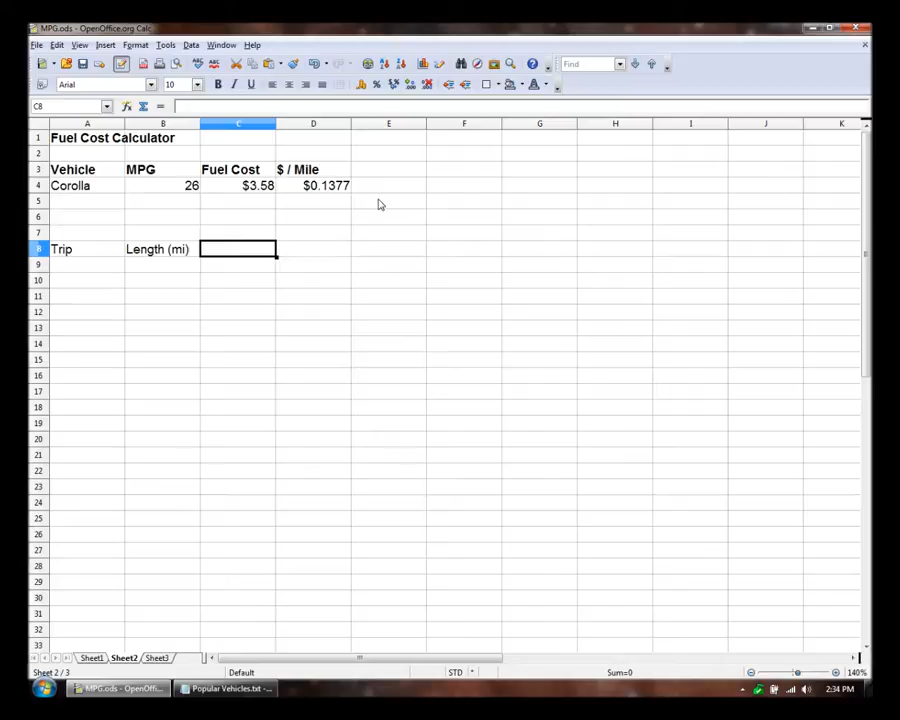 MPG.ods - OpenOffice.org Calc
File Edit View Insert Format Tools Data Window Help
Find
Arial 10
C8
A B C D E F G H I J K
1 Fuel Cost Calculator
2
3 Vehicle MPG Fuel Cost $ / Mile
4 Corolla 26 $3.58 $0.1377
5
6
7
8 Trip Length (mi)
9
10
11
12
13
14
15
16
17
18
19
20
21
22
23
24
25
26
27
28
29
30
31
32
33
Sheet1 Sheet2 Sheet3
Sheet 2 / 3 Default STD * Sum=0 140%
MPG.ods - OpenOffi... Popular Vehicles.txt -... 2:34 PM